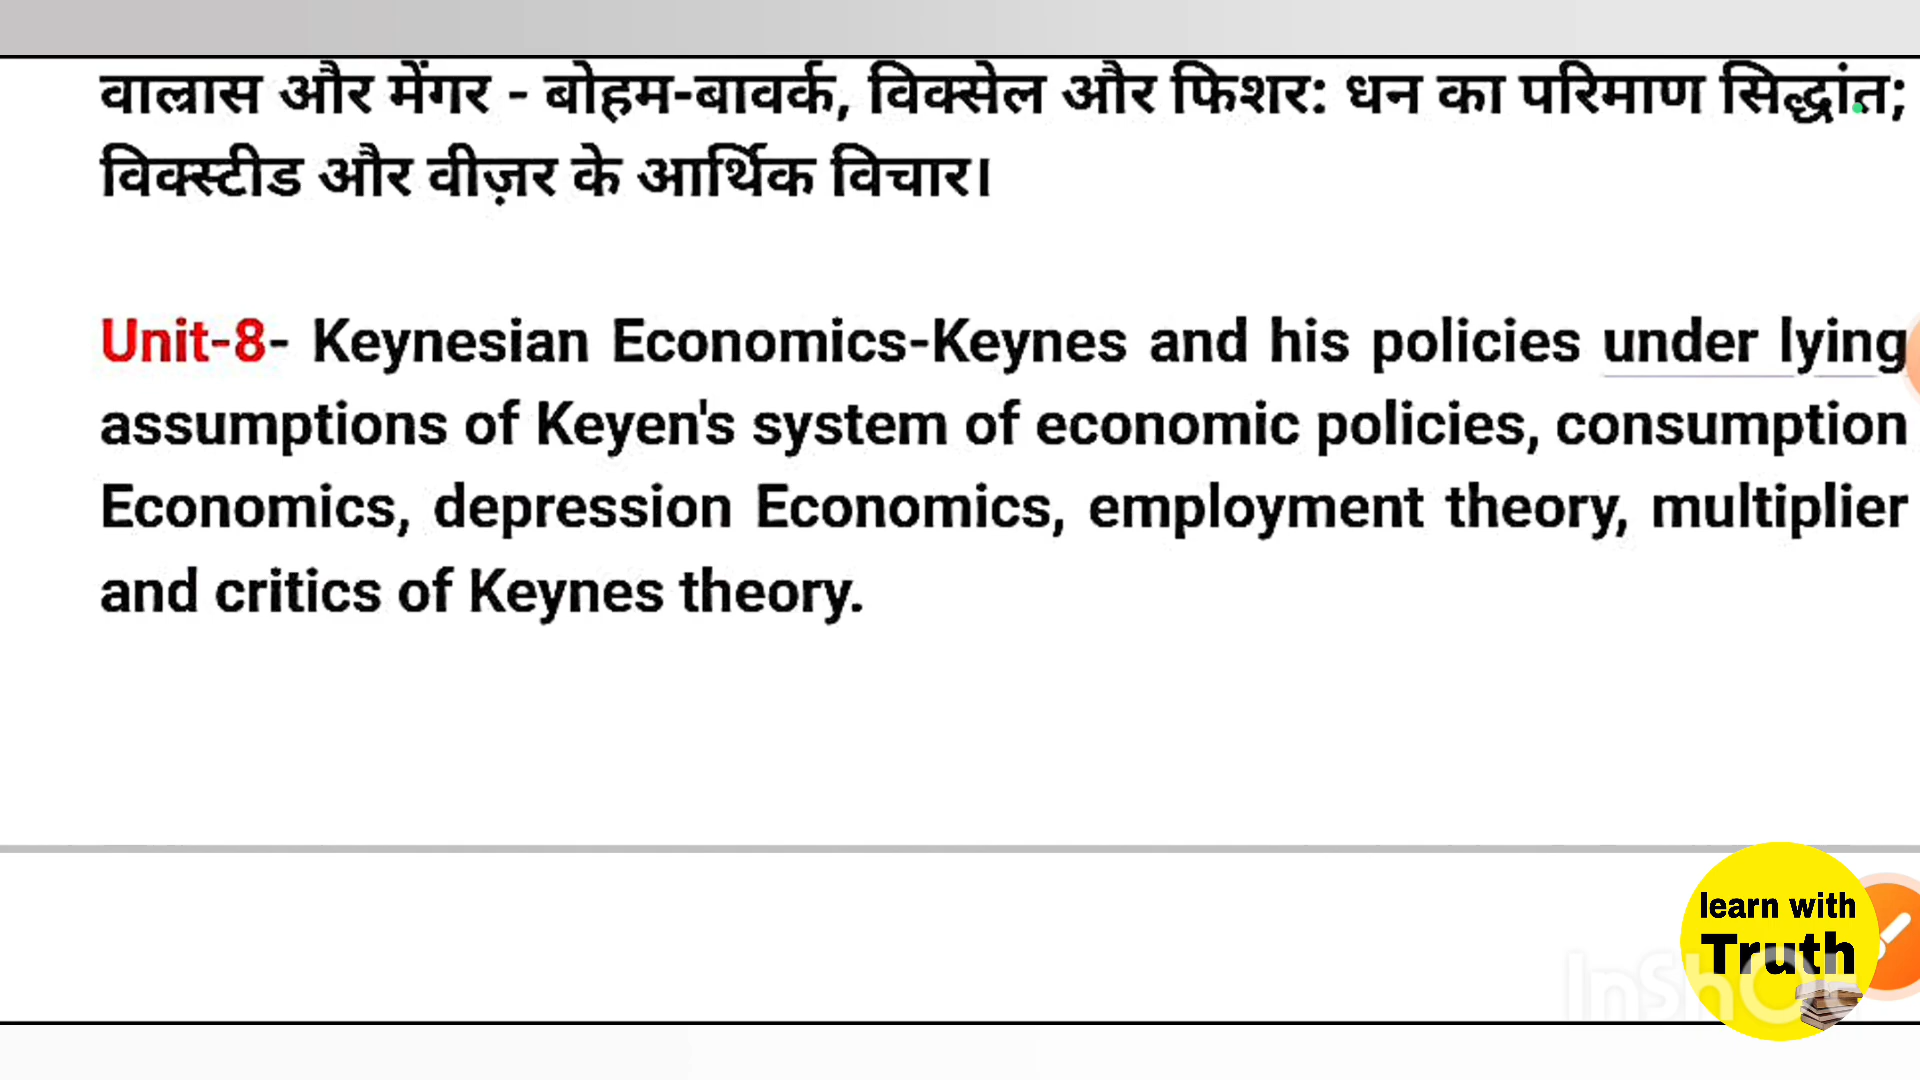 वालरास और मेंगर - बोहम-बावर्क, विक्सेल और फिशर: धन का परिमाण सिद्धांत;
विक्स्टीड और वीज़र के आर्थिक विचार।
Unit-8- Keynesian Economics-Keynes and his policies under lying
assumptions of Keyen's system of economic policies, consumption
Economics, depression Economics, employment theory, multiplier
and critics of Keynes theory.
learn with
Truth
InShOt